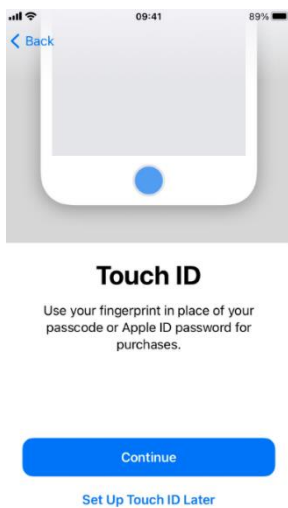 09:41
89%
Back
Touch ID
Use your fingerprint in place of your
passcode or Apple ID password for
purchases.
Continue
Set Up Touch ID Later